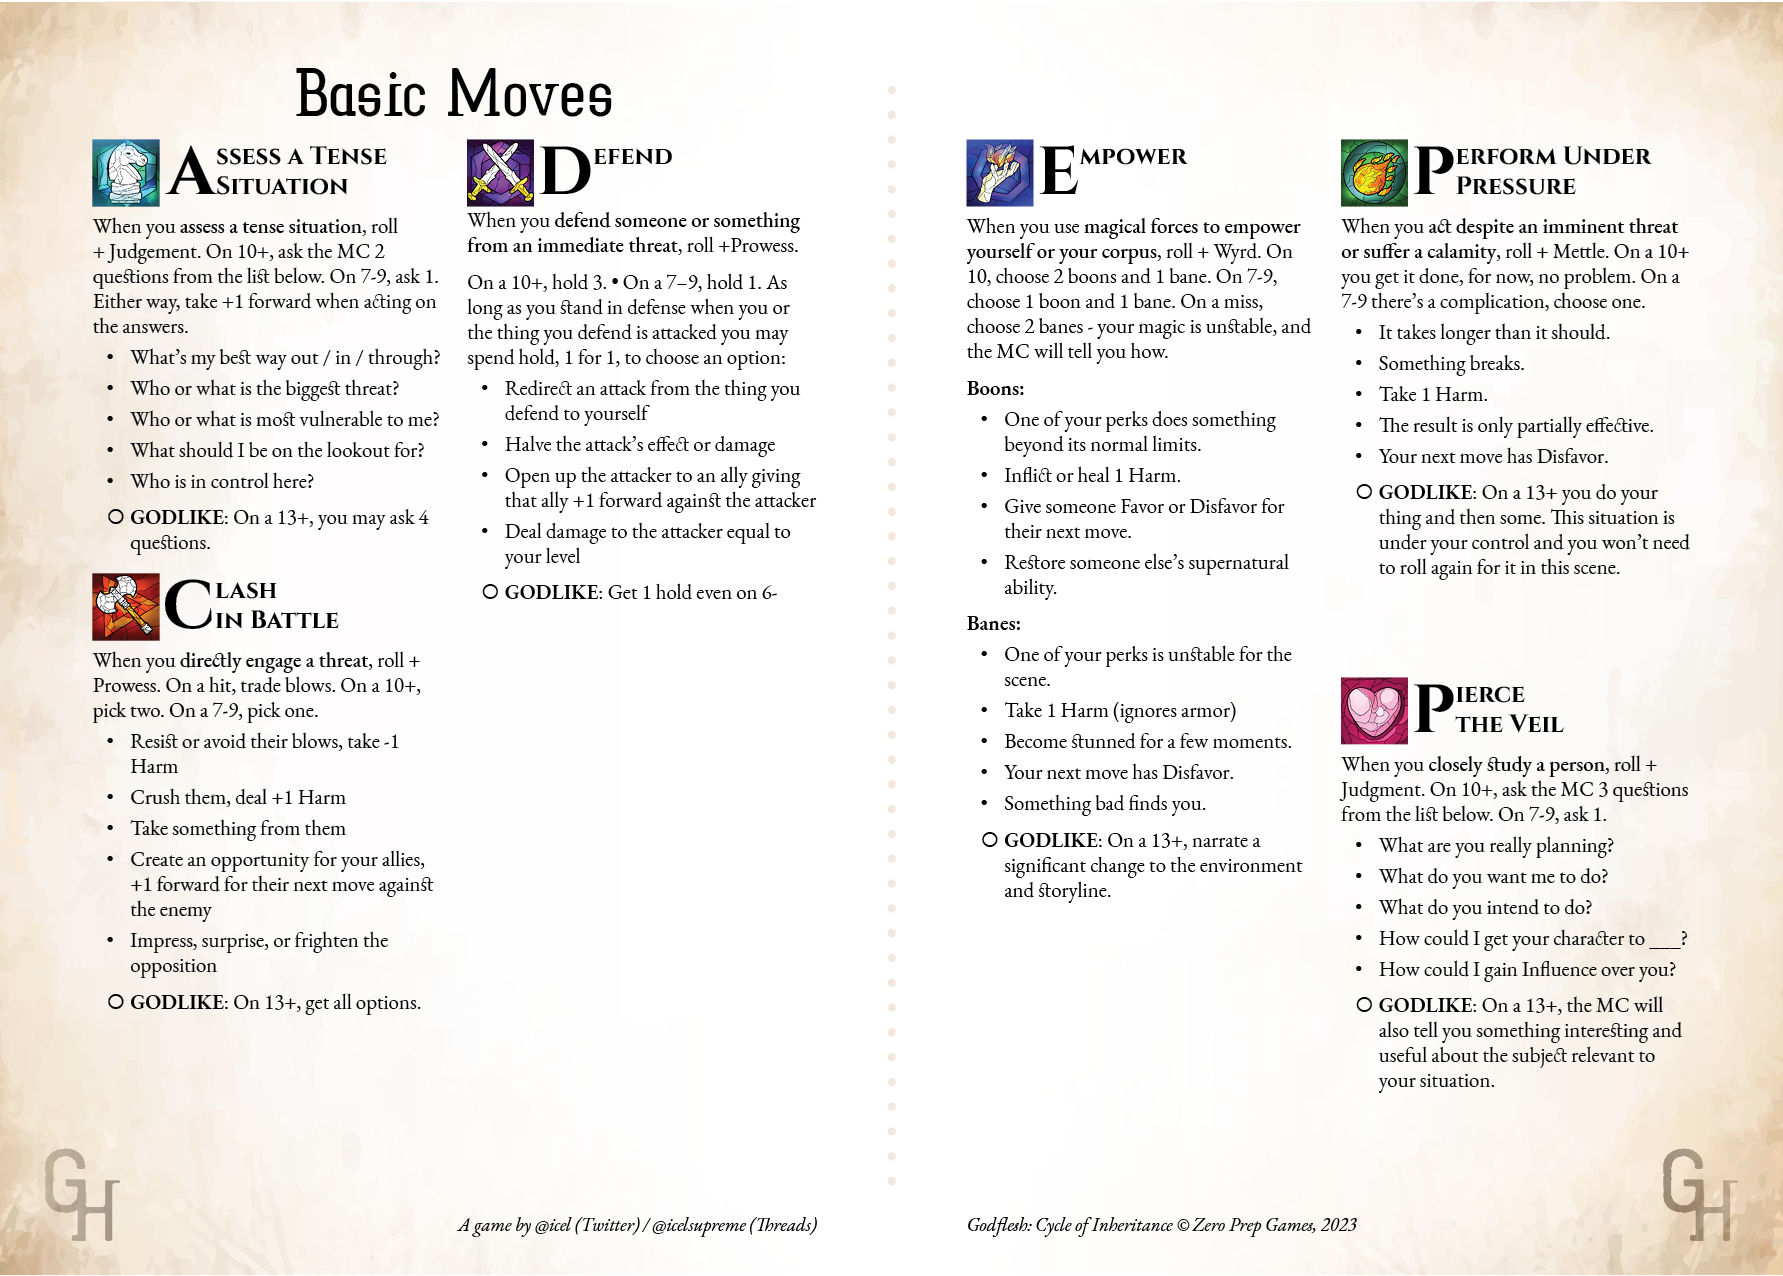 Basic Moves
Assess a Tense
Situation
When you assess a tense situation, roll
+ Judgement. On 10+, ask the MC 2
questions from the list below. On 7-9, ask 1.
Either way, take +1 forward when acting on
the answers.
• What's my best way out / in / through?
• Who or what is the biggest threat?
• Who or what is most vulnerable to me?
• What should I be on the lookout for?
• Who is in control here?
○ GODLIKE: On a 13+, you may ask 4
questions.
Clash
in Battle
When you directly engage a threat, roll +
Prowess. On a hit, trade blows. On a 10+,
pick two. On a 7-9, pick one.
• Resist or avoid their blows, take -1
Harm
• Crush them, deal +1 Harm
• Take something from them
• Create an opportunity for your allies,
+1 forward for their next move against
the enemy
• Impress, surprise, or frighten the
opposition
○ GODLIKE: On 13+, get all options.
Defend
When you defend someone or something
from an immediate threat, roll +Prowess.
On a 10+, hold 3. • On a 7–9, hold 1. As
long as you stand in defense when you or
the thing you defend is attacked you may
spend hold, 1 for 1, to choose an option:
• Redirect an attack from the thing you
defend to yourself
• Halve the attack's effect or damage
• Open up the attacker to an ally giving
that ally +1 forward against the attacker
• Deal damage to the attacker equal to
your level
○ GODLIKE: Get 1 hold even on 6-
Empower
When you use magical forces to empower
yourself or your corpus, roll + Wyrd. On
10, choose 2 boons and 1 bane. On 7-9,
choose 1 boon and 1 bane. On a miss,
choose 2 banes - your magic is unstable, and
the MC will tell you how.
Boons:
• One of your perks does something
beyond its normal limits.
• Inflict or heal 1 Harm.
• Give someone Favor or Disfavor for
their next move.
• Restore someone else's supernatural
ability.
Banes:
• One of your perks is unstable for the
scene.
• Take 1 Harm (ignores armor)
• Become stunned for a few moments.
• Your next move has Disfavor.
• Something bad finds you.
○ GODLIKE: On a 13+, narrate a
significant change to the environment
and storyline.
Perform Under
Pressure
When you act despite an imminent threat
or suffer a calamity, roll + Mettle. On a 10+
you get it done, for now, no problem. On a
7-9 there's a complication, choose one.
• It takes longer than it should.
• Something breaks.
• Take 1 Harm.
• The result is only partially effective.
• Your next move has Disfavor.
○ GODLIKE: On a 13+ you do your
thing and then some. This situation is
under your control and you won't need
to roll again for it in this scene.
Pierce
the Veil
When you closely study a person, roll +
Judgment. On 10+, ask the MC 3 questions
from the list below. On 7-9, ask 1.
• What are you really planning?
• What do you want me to do?
• What do you intend to do?
• How could I get your character to ___?
• How could I gain Influence over you?
○ GODLIKE: On a 13+, the MC will
also tell you something interesting and
useful about the subject relevant to
your situation.
GH
A game by @icel (Twitter) / @icelsupreme (Threads)
Godflesh: Cycle of Inheritance © Zero Prep Games, 2023
GH